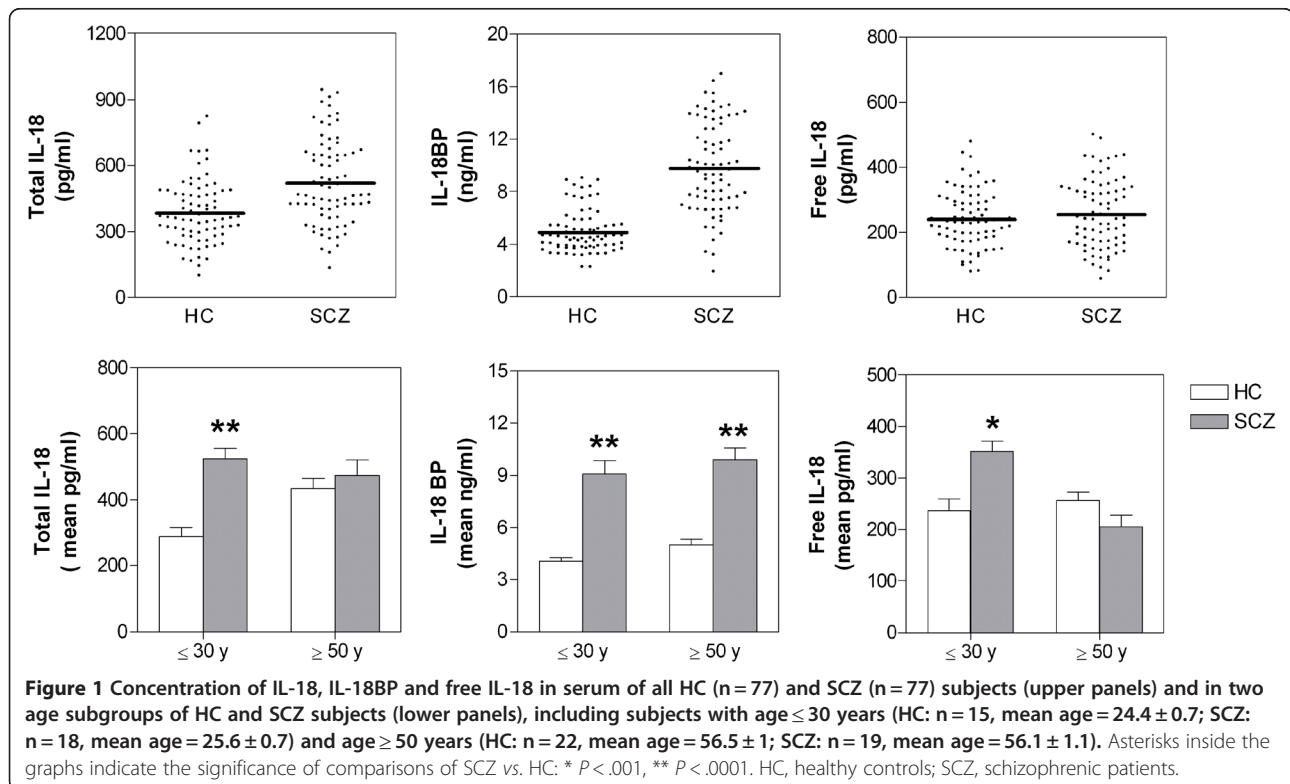 1200
900
600
300
0
Total IL-18
(pg/ml)
HC
SCZ
20
16
12
8
4
0
IL-18BP
(ng/ml)
HC
SCZ
800
600
400
200
0
Free IL-18
(pg/ml)
HC
SCZ
800
600
400
200
0
Total IL-18
( mean pg/ml)
**
≤ 30 y
≥ 50 y
15
12
9
6
3
0
IL-18 BP
(mean ng/ml)
**
**
≤ 30 y
≥ 50 y
500
400
300
200
100
0
Free IL-18
(mean pg/ml)
*
≤ 30 y
≥ 50 y
HC
SCZ
Figure 1 Concentration of IL-18, IL-18BP and free IL-18 in serum of all HC (n = 77) and SCZ (n = 77) subjects (upper panels) and in two
age subgroups of HC and SCZ subjects (lower panels), including subjects with age ≤ 30 years (HC: n = 15, mean age = 24.4 ± 0.7; SCZ:
n = 18, mean age = 25.6 ± 0.7) and age ≥ 50 years (HC: n = 22, mean age = 56.5 ± 1; SCZ: n = 19, mean age = 56.1 ± 1.1). Asterisks inside the
graphs indicate the significance of comparisons of SCZ vs. HC: * P < .001, ** P < .0001. HC, healthy controls; SCZ, schizophrenic patients.